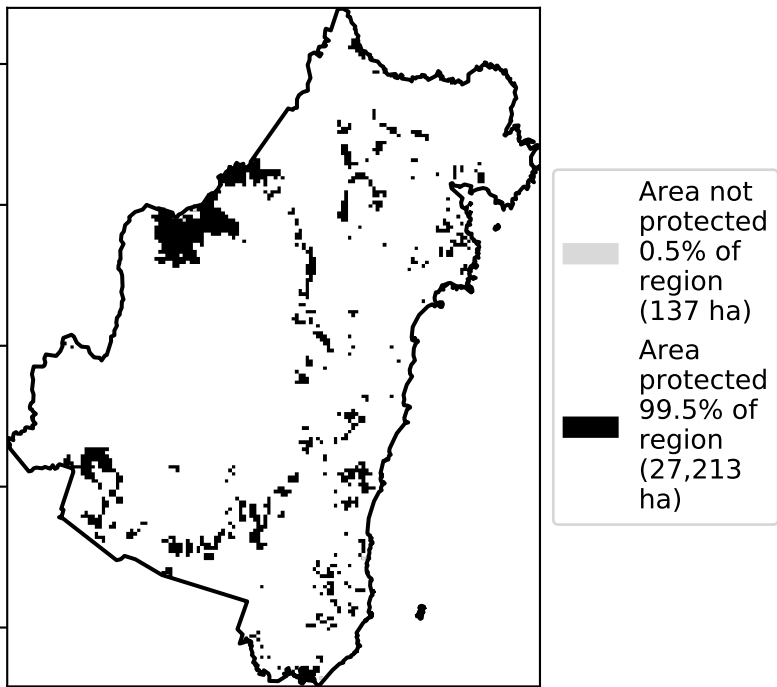 Area not
protected
0.5% of
region
(137 ha)
Area
protected
99.5% of
region
(27,213
ha)